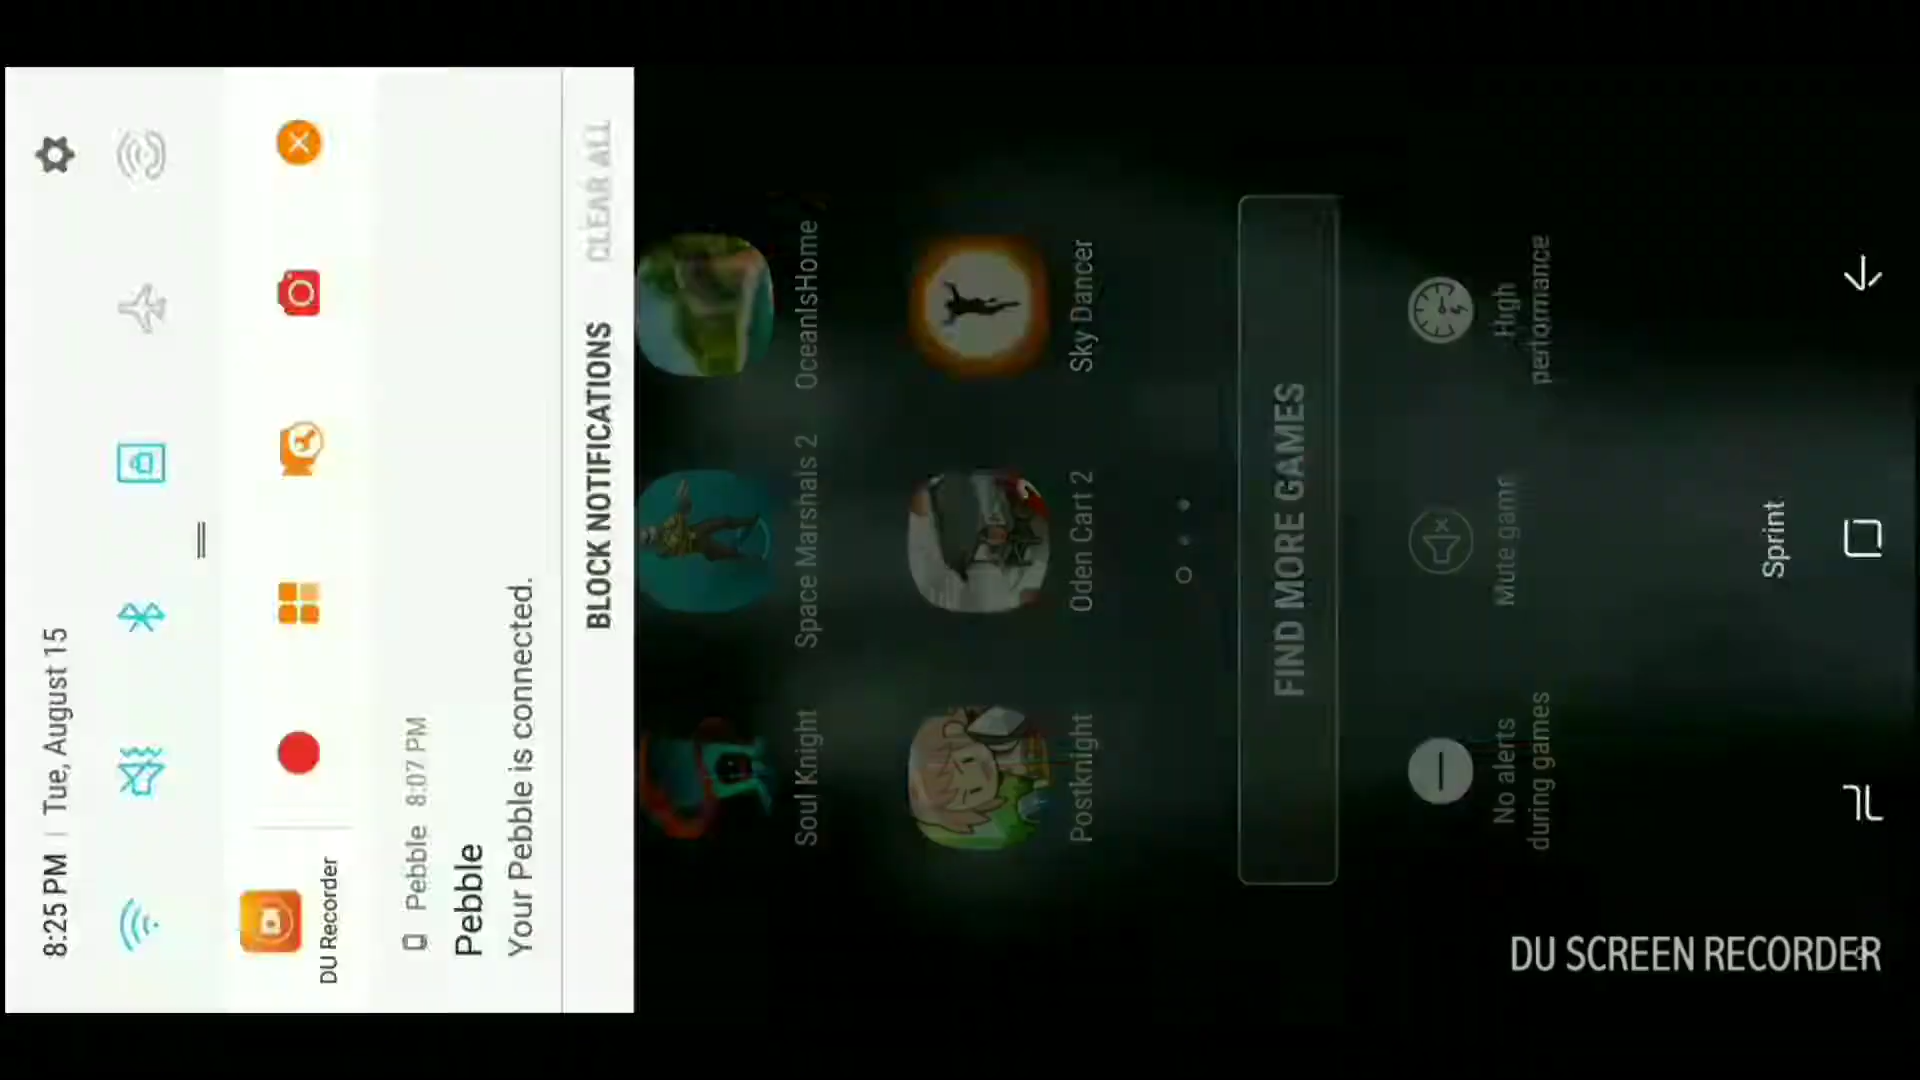 8:25 PM | Tue, August 15
DU Recorder
Pebble 8:07 PM
Pebble
Your Pebble is connected.
BLOCK NOTIFICATIONS CLEAR ALL
Soul Knight Space Marshals 2 OceanIsHome
Postknight Oden Cart 2 Sky Dancer
FIND MORE GAMES
No alerts during games
Mute game
High performance
Sprint
DU SCREEN RECORDER